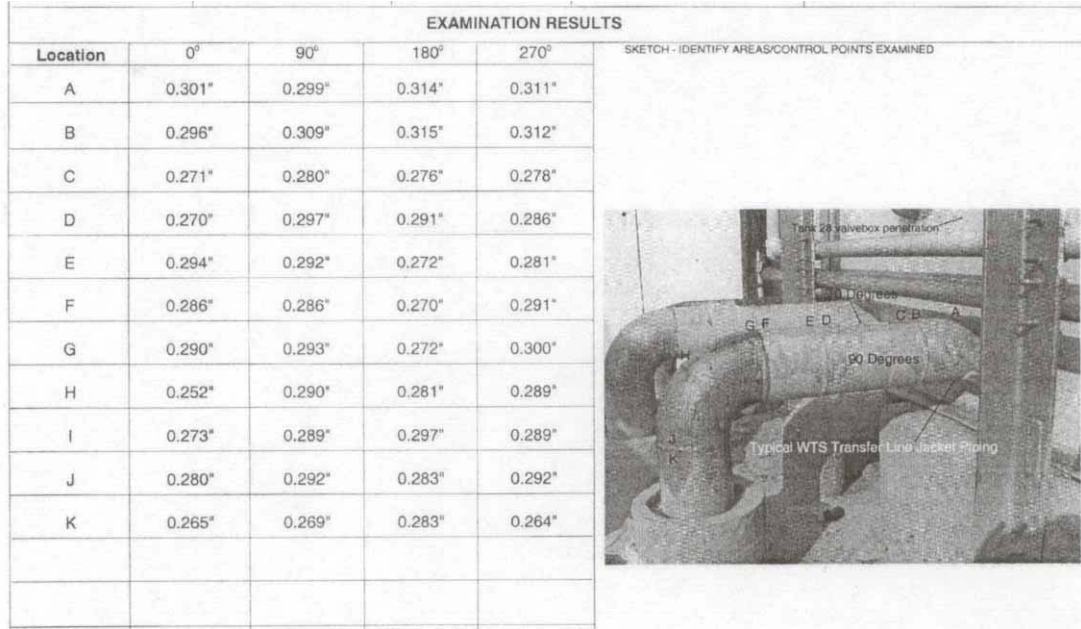 EXAMINATION RESULTS
Location 0° 90° 180° 270°
SKETCH - IDENTIFY AREAS/CONTROL POINTS EXAMINED
A 0.301" 0.299" 0.314" 0.311"
B 0.296" 0.309" 0.315" 0.312"
C 0.271" 0.280" 0.276" 0.278"
D 0.270" 0.297" 0.291" 0.286"
E 0.294" 0.292" 0.272" 0.281"
F 0.286" 0.286" 0.270" 0.291"
G 0.290" 0.293" 0.272" 0.300"
H 0.252" 0.290" 0.281" 0.289"
I 0.273" 0.289" 0.297" 0.289"
J 0.280" 0.292" 0.283" 0.292"
K 0.265" 0.269" 0.283" 0.264"
Tank 28 valvebox penetration
Degrees
G F E D C B A
H
90 Degrees
J
K
Typical WTS Transfer Line Jacket Piping